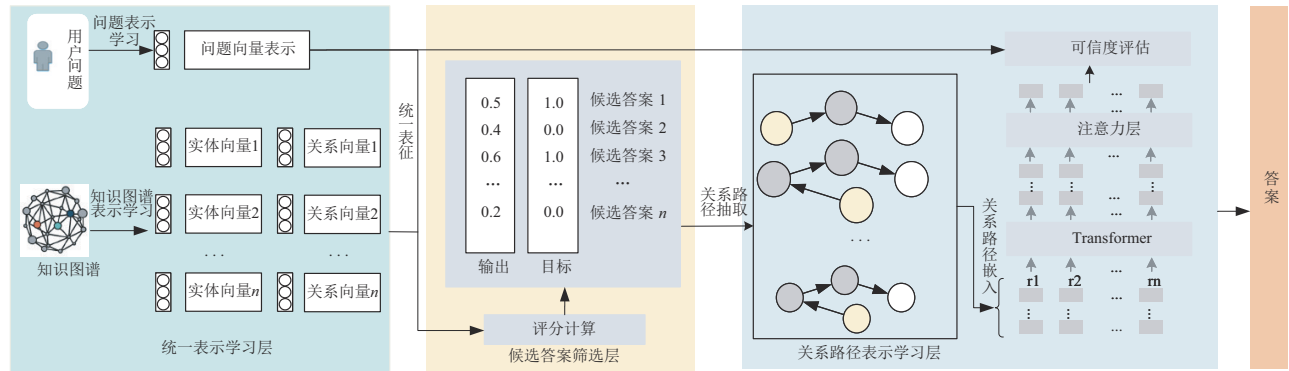 用户问题
问题表示
学习
问题向量表示
实体向量1
关系向量1
知识图谱
表示学习
实体向量2
关系向量2
... ...
知识图谱
实体向量n
关系向量n
统一表示学习层
统一表征
0.5 1.0 候选答案 1
0.4 0.0 候选答案 2
0.6 1.0 候选答案 3
... ... ...
0.2 0.0 候选答案 n
输出 目标
评分计算
候选答案筛选层
关系路
径抽取
...
关系路径表示学习层
关系路径嵌入
可信度评估
...
...
注意力层
...
...
...
...
Transformer
...
r1 r2 rn
...
...
...
答案